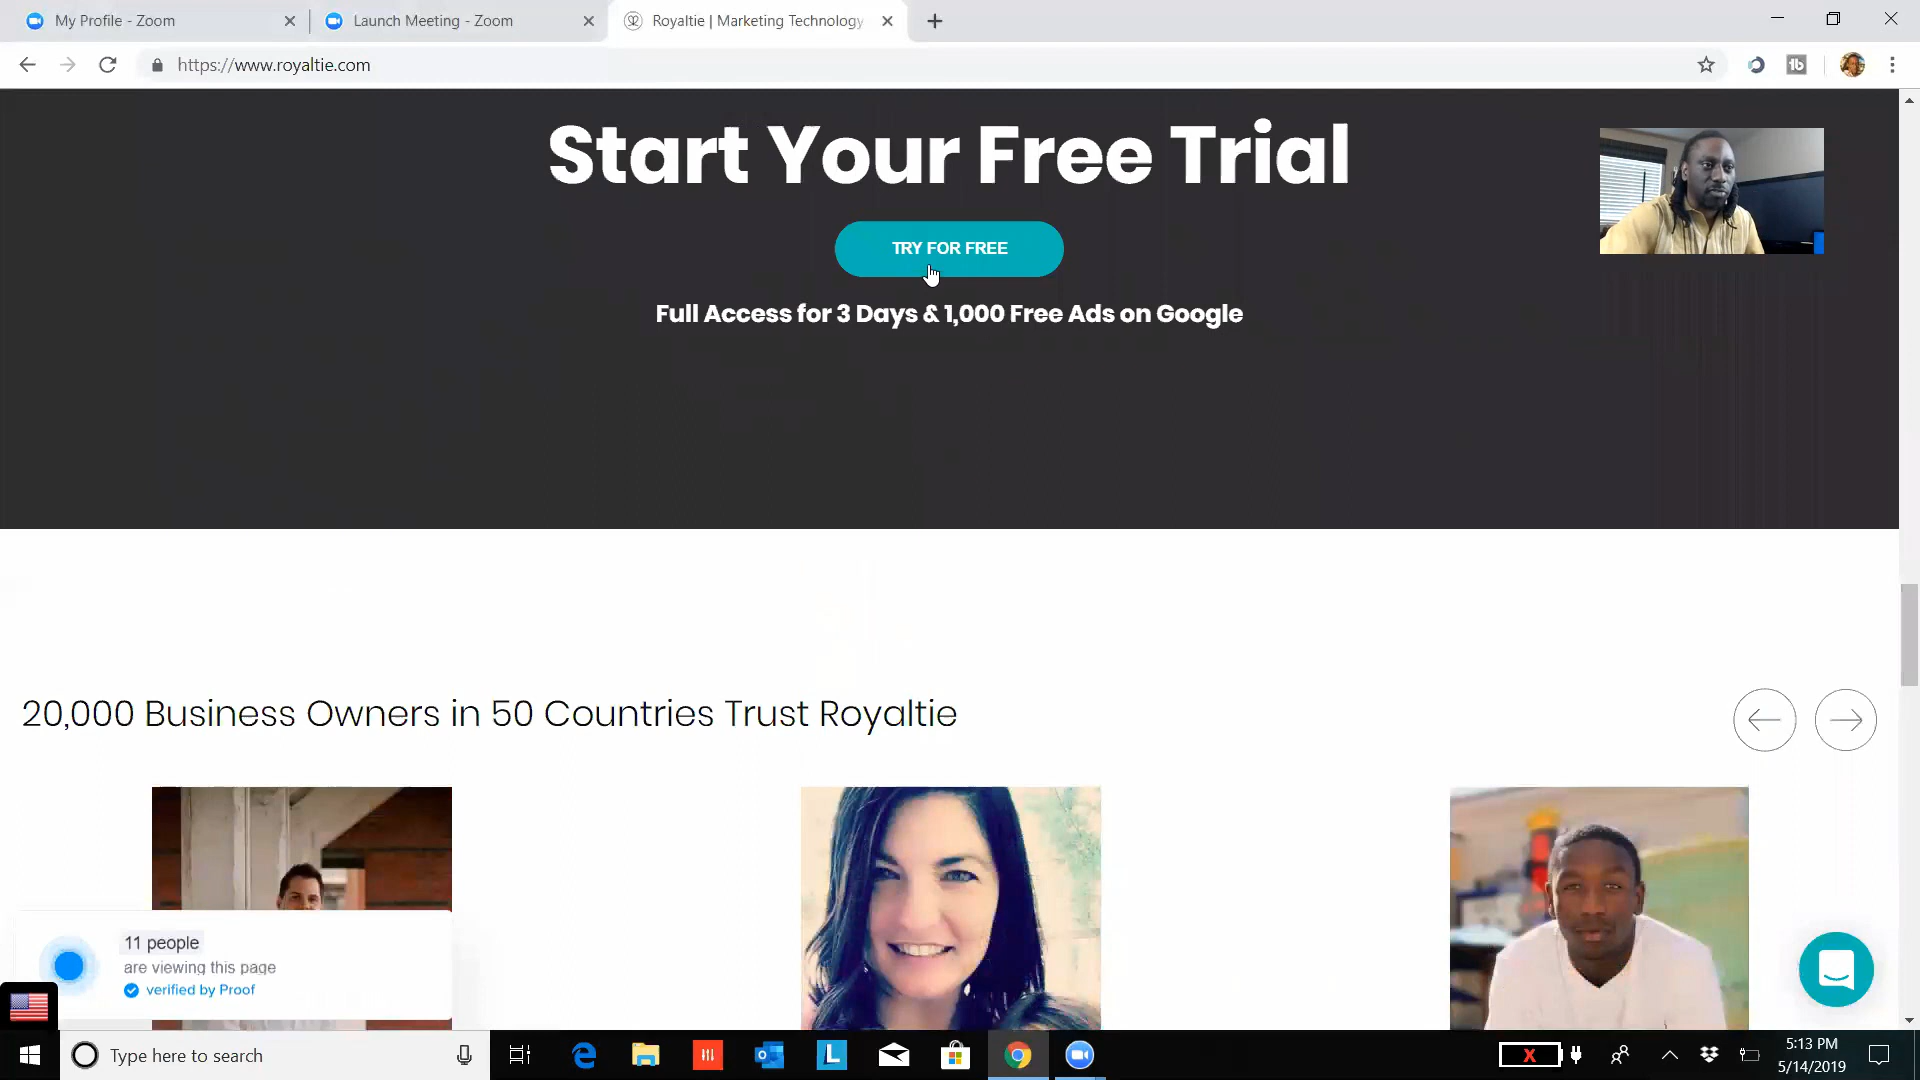 My Profile - Zoom
Launch Meeting - Zoom
Royaltie | Marketing Technology
https://www.royaltie.com
Start Your Free Trial
TRY FOR FREE
Full Access for 3 Days & 1,000 Free Ads on Google
20,000 Business Owners in 50 Countries Trust Royaltie
11 people
are viewing this page
verified by Proof
Type here to search
5:13 PM
5/14/2019